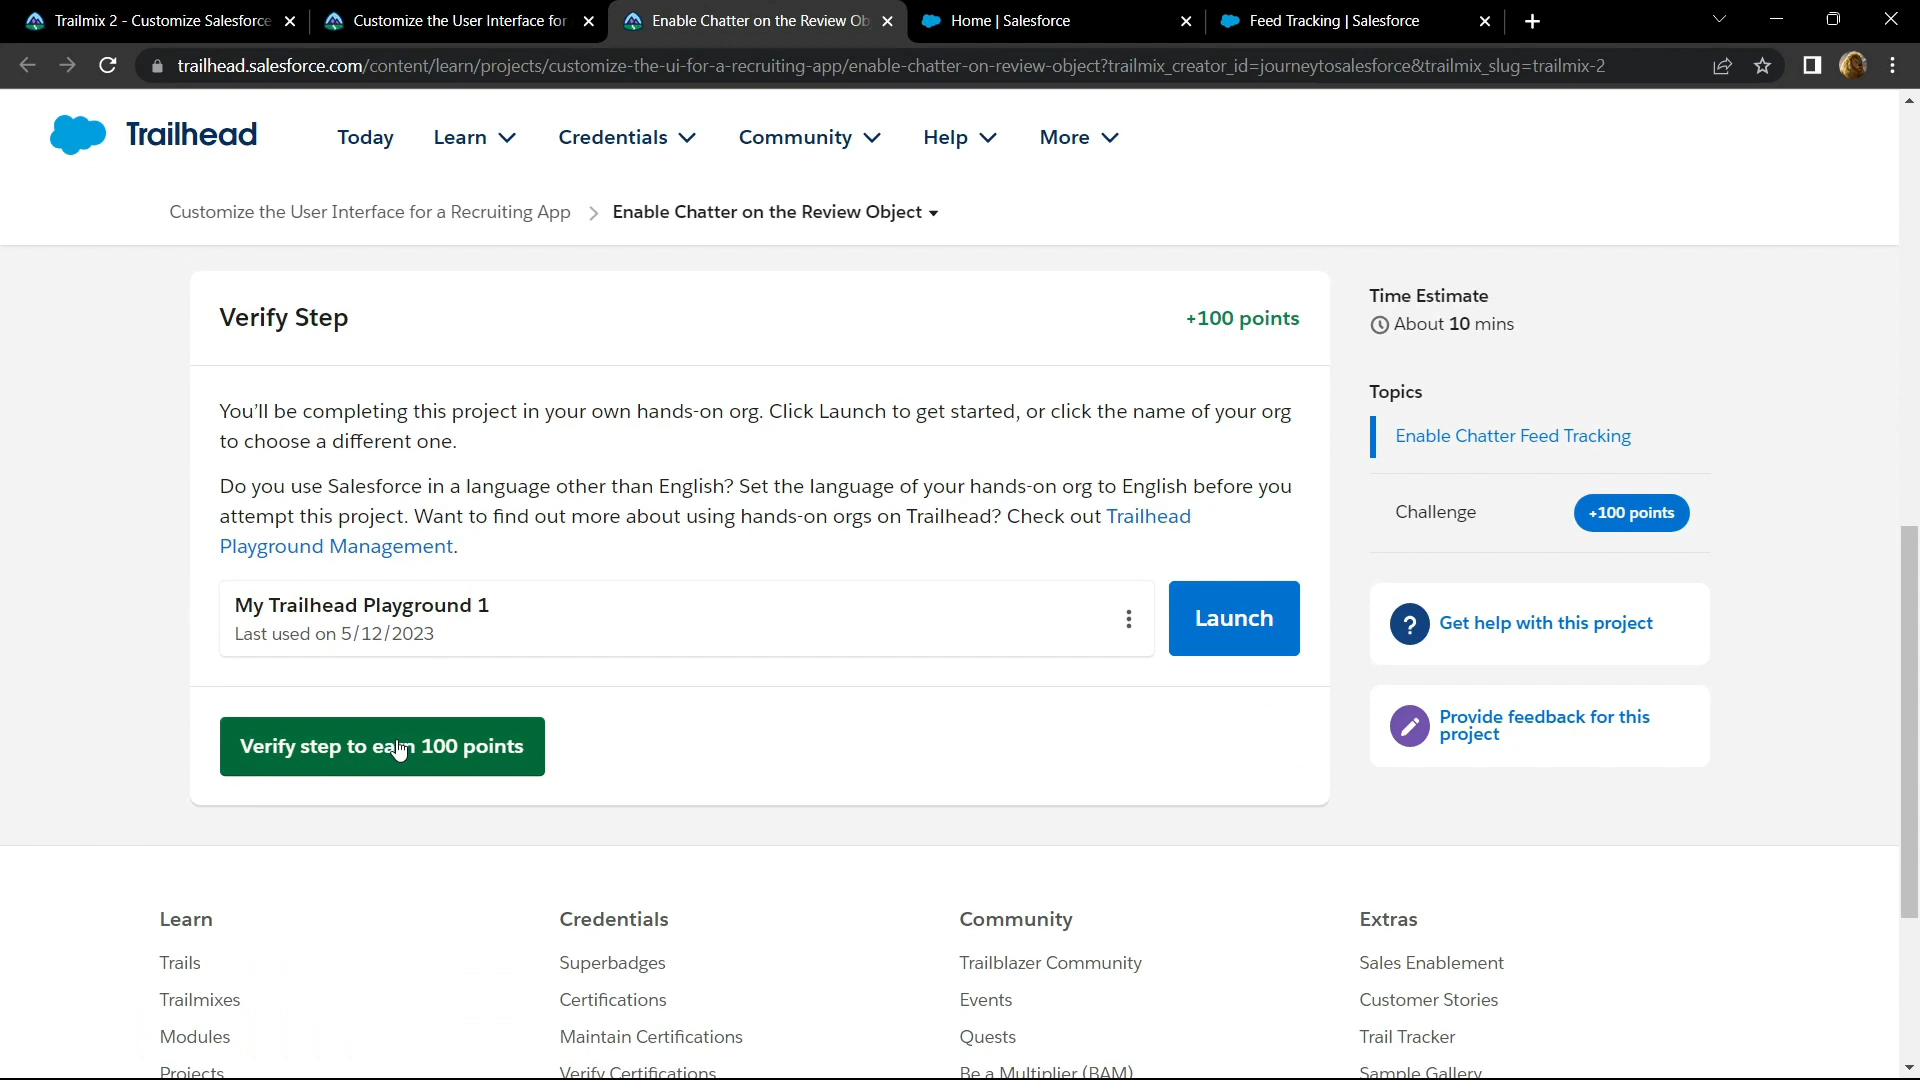 Trailmix 2 - Customize Salesforce
Customize the User Interface for
Enable Chatter on the Review Ob
Home | Salesforce
Feed Tracking | Salesforce
trailhead.salesforce.com/content/learn/projects/customize-the-ui-for-a-recruiting-app/enable-chatter-on-review-object?trailmix_creator_id=journeytosalesforce&trailmix_slug=trailmix-2
Trailhead
Today
Learn
Credentials
Community
Help
More
Customize the User Interface for a Recruiting App > Enable Chatter on the Review Object
Verify Step
+100 points
You'll be completing this project in your own hands-on org. Click Launch to get started, or click the name of your org
to choose a different one.
Do you use Salesforce in a language other than English? Set the language of your hands-on org to English before you
attempt this project. Want to find out more about using hands-on orgs on Trailhead? Check out Trailhead
Playground Management.
My Trailhead Playground 1
Last used on 5/12/2023
Launch
Verify step to earn 100 points
Time Estimate
About 10 mins
Topics
Enable Chatter Feed Tracking
Challenge
+100 points
? Get help with this project
Provide feedback for this
project
Learn
Trails
Trailmixes
Modules
Projects
Credentials
Superbadges
Certifications
Maintain Certifications
Verify Certifications
Community
Trailblazer Community
Events
Quests
Be a Multiplier (BAM)
Extras
Sales Enablement
Customer Stories
Trail Tracker
Sample Gallery